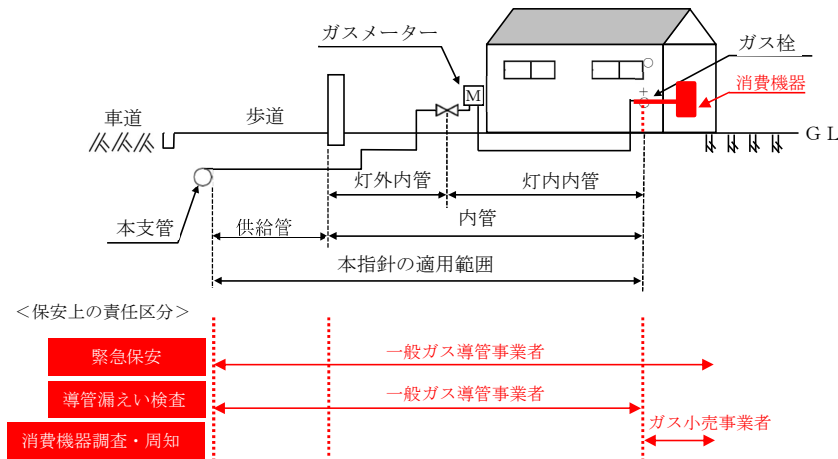 ガスメーター
ガス栓
消費機器
M
車道
歩道
GL
灯外内管
灯内内管
本支管
供給管
内管
本指針の適用範囲
<保安上の責任区分>
緊急保安
一般ガス導管事業者
導管漏えい検査
一般ガス導管事業者
ガス小売事業者
消費機器調査・周知